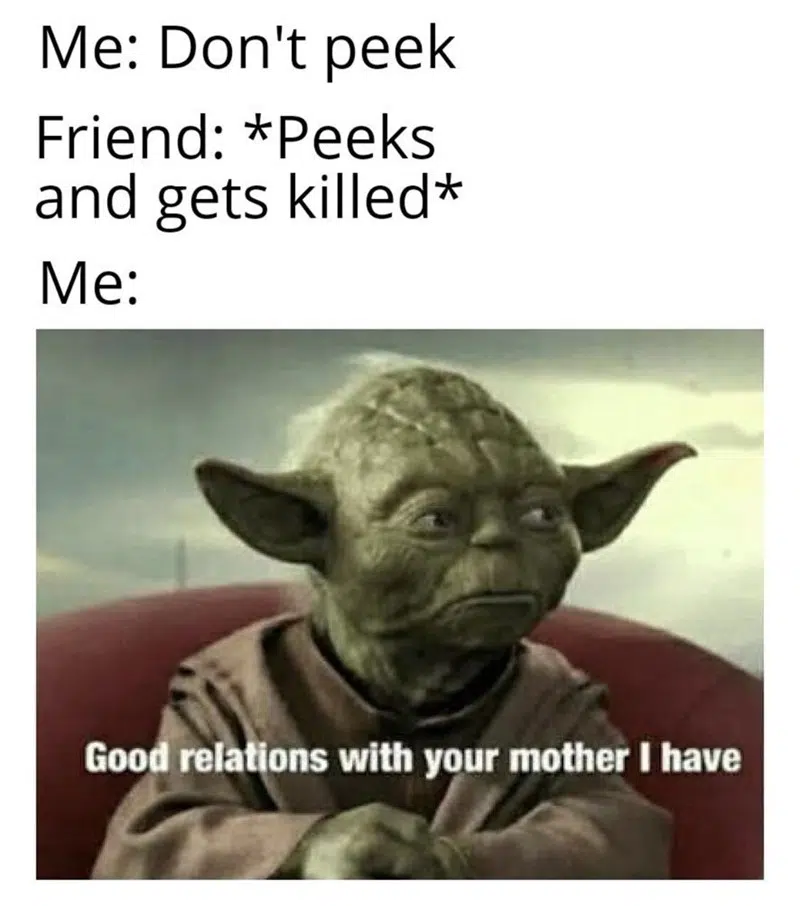 Me: Don't peek
Friend: *Peeks
and gets killed*
Me:
Good relations with your mother I have